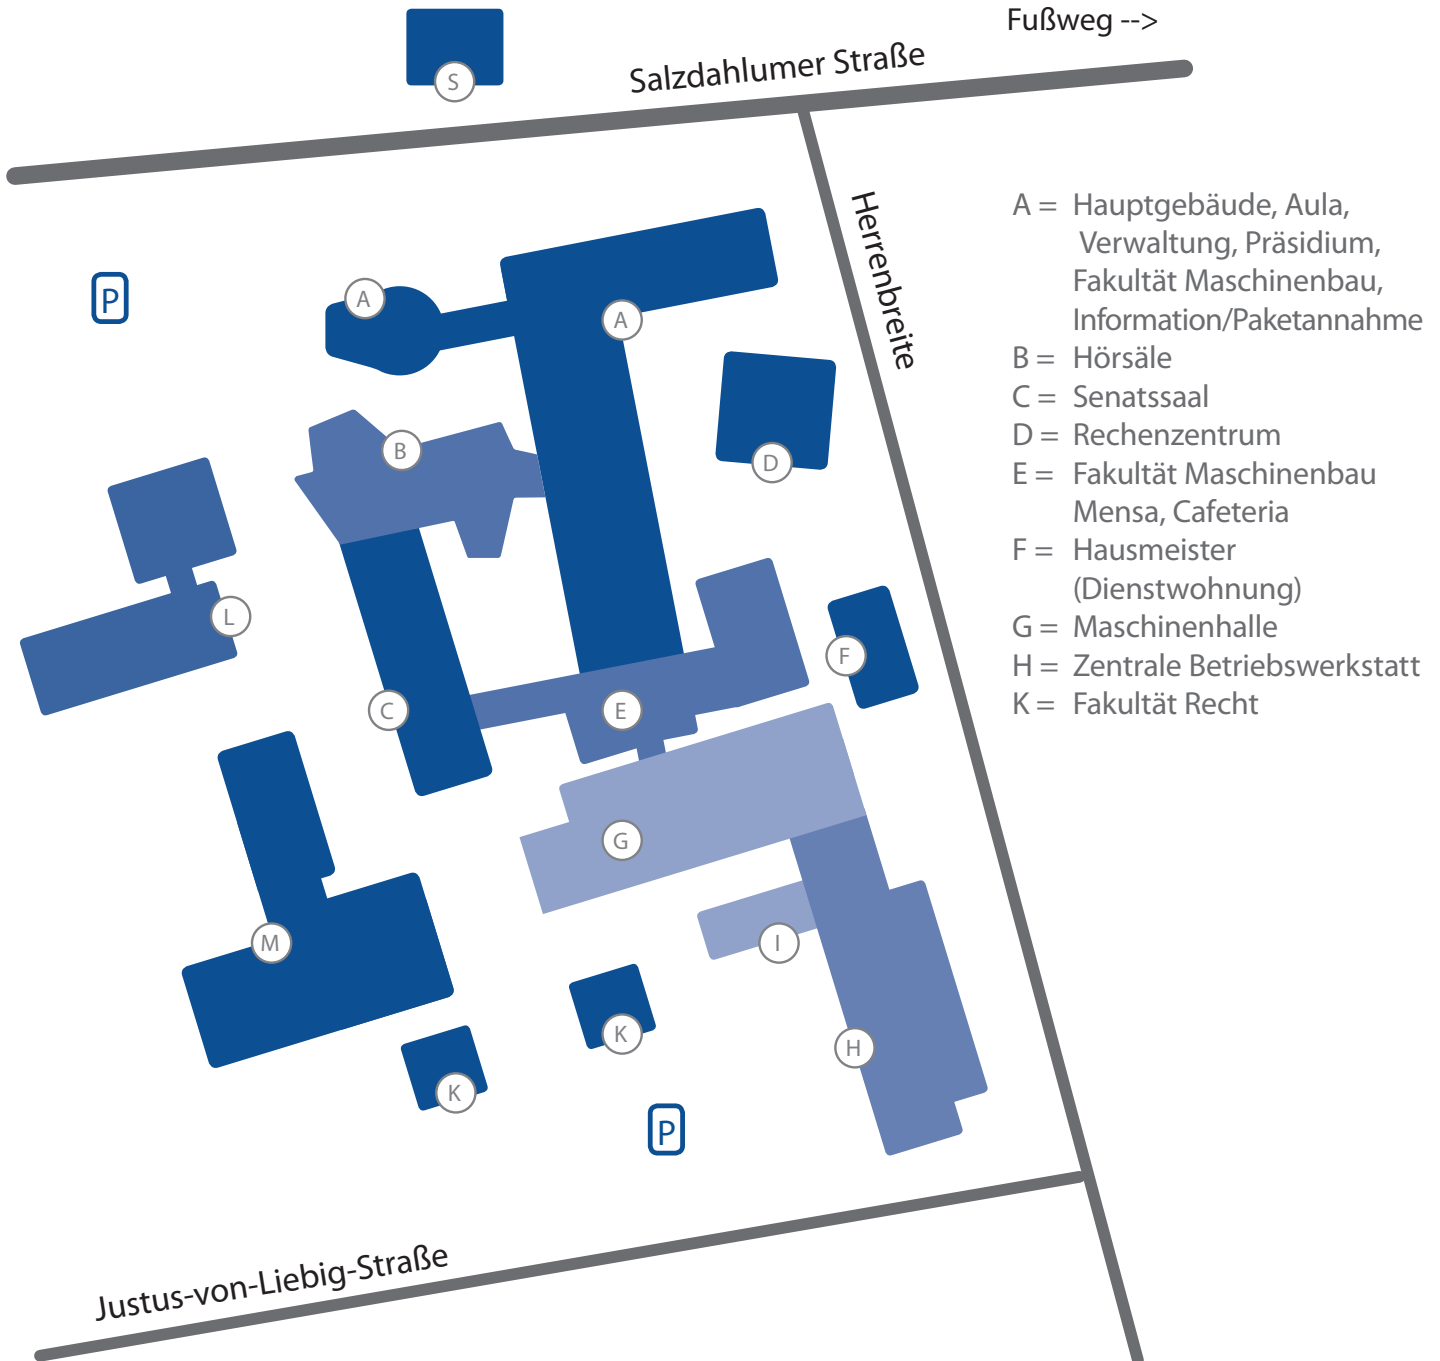 Fußweg -->
Salzdahlumer Straße
S
Herrenbreite
P
A
A
B
D
L
C
E
F
G
M
I
K
K
H
P
Justus-von-Liebig-Straße
A = Hauptgebäude, Aula,
Verwaltung, Präsidium,
Fakultät Maschinenbau,
Information/Paketannahme
B = Hörsäle
C = Senatssaal
D = Rechenzentrum
E = Fakultät Maschinenbau
Mensa, Cafeteria
F = Hausmeister
(Dienstwohnung)
G = Maschinenhalle
H = Zentrale Betriebswerkstatt
K = Fakultät Recht